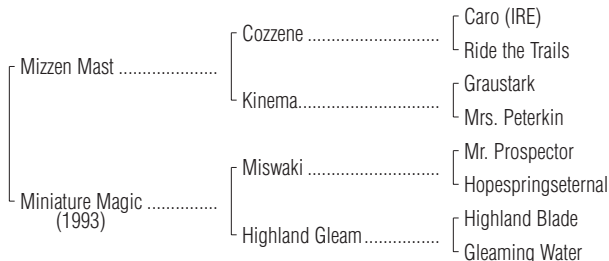 Caro (IRE)
Cozzene .......................
Ride the Trails
Mizzen Mast .....................
Graustark
Kinema..............................
Mrs. Peterkin
Mr. Prospector
Miswaki ............................
Hopespringseternal
Miniature Magic ...............
(1993)
Highland Blade
Highland Gleam................
Gleaming Water